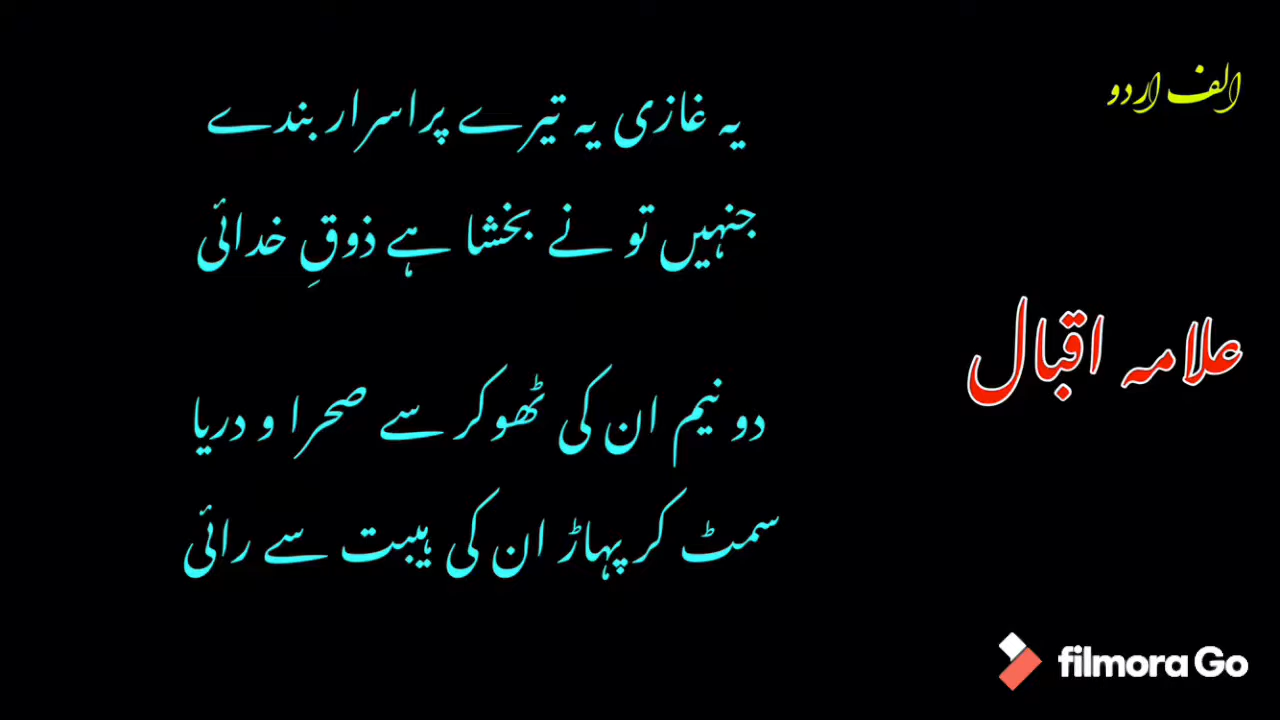 الف اردو
یہ غازی یہ تیرے پراسرار بندے
جنہیں تو نے بخشا ہے ذوقِ خدائی
علامہ اقبال
دو نیم ان کی ٹھوکر سے صحرا و دریا
سمٹ کر پہاڑ ان کی ہیبت سے رائی
filmora Go